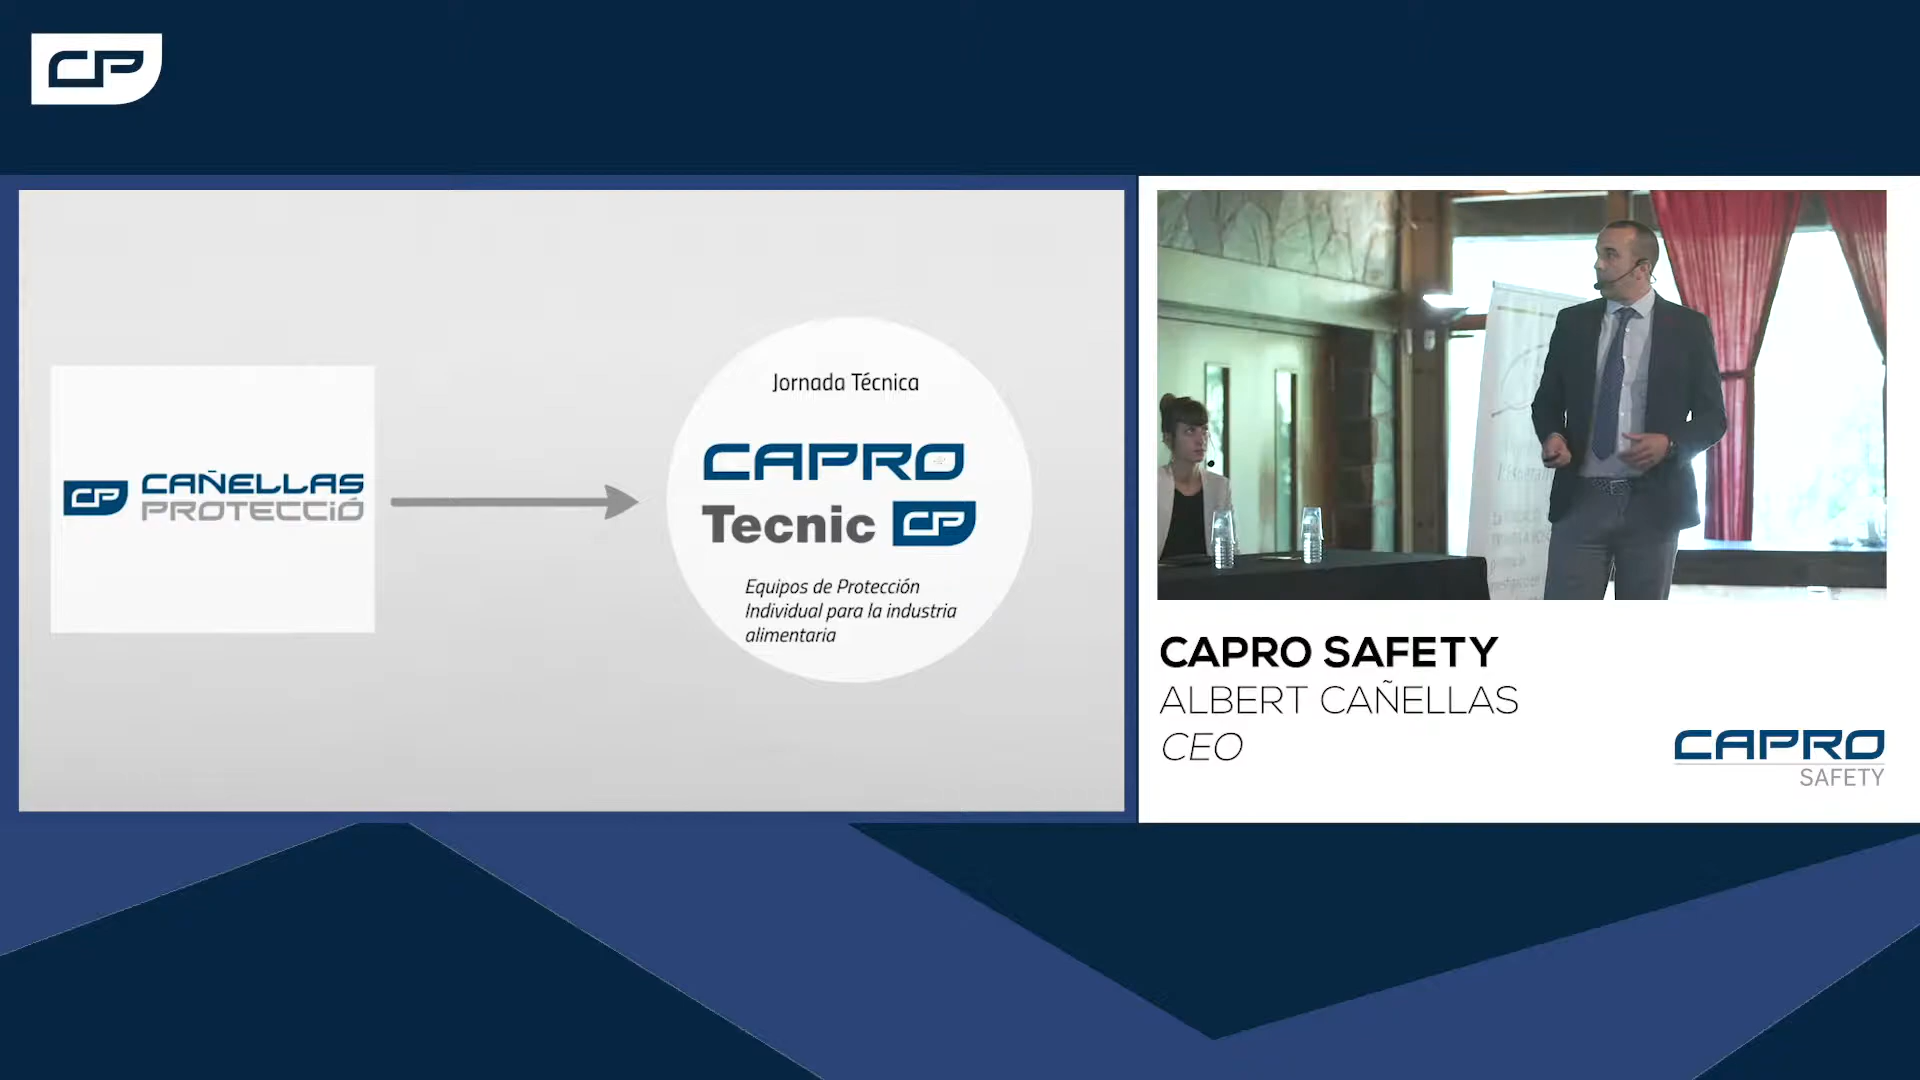 CP
CP CAÑELLAS
PROTECCIÓ
Jornada Técnica
CAPRO
Tecnic CP
Equipos de Protección
Individual para la industria
alimentaria
CAPRO SAFETY
ALBERT CAÑELLAS
CEO
CAPRO
SAFETY